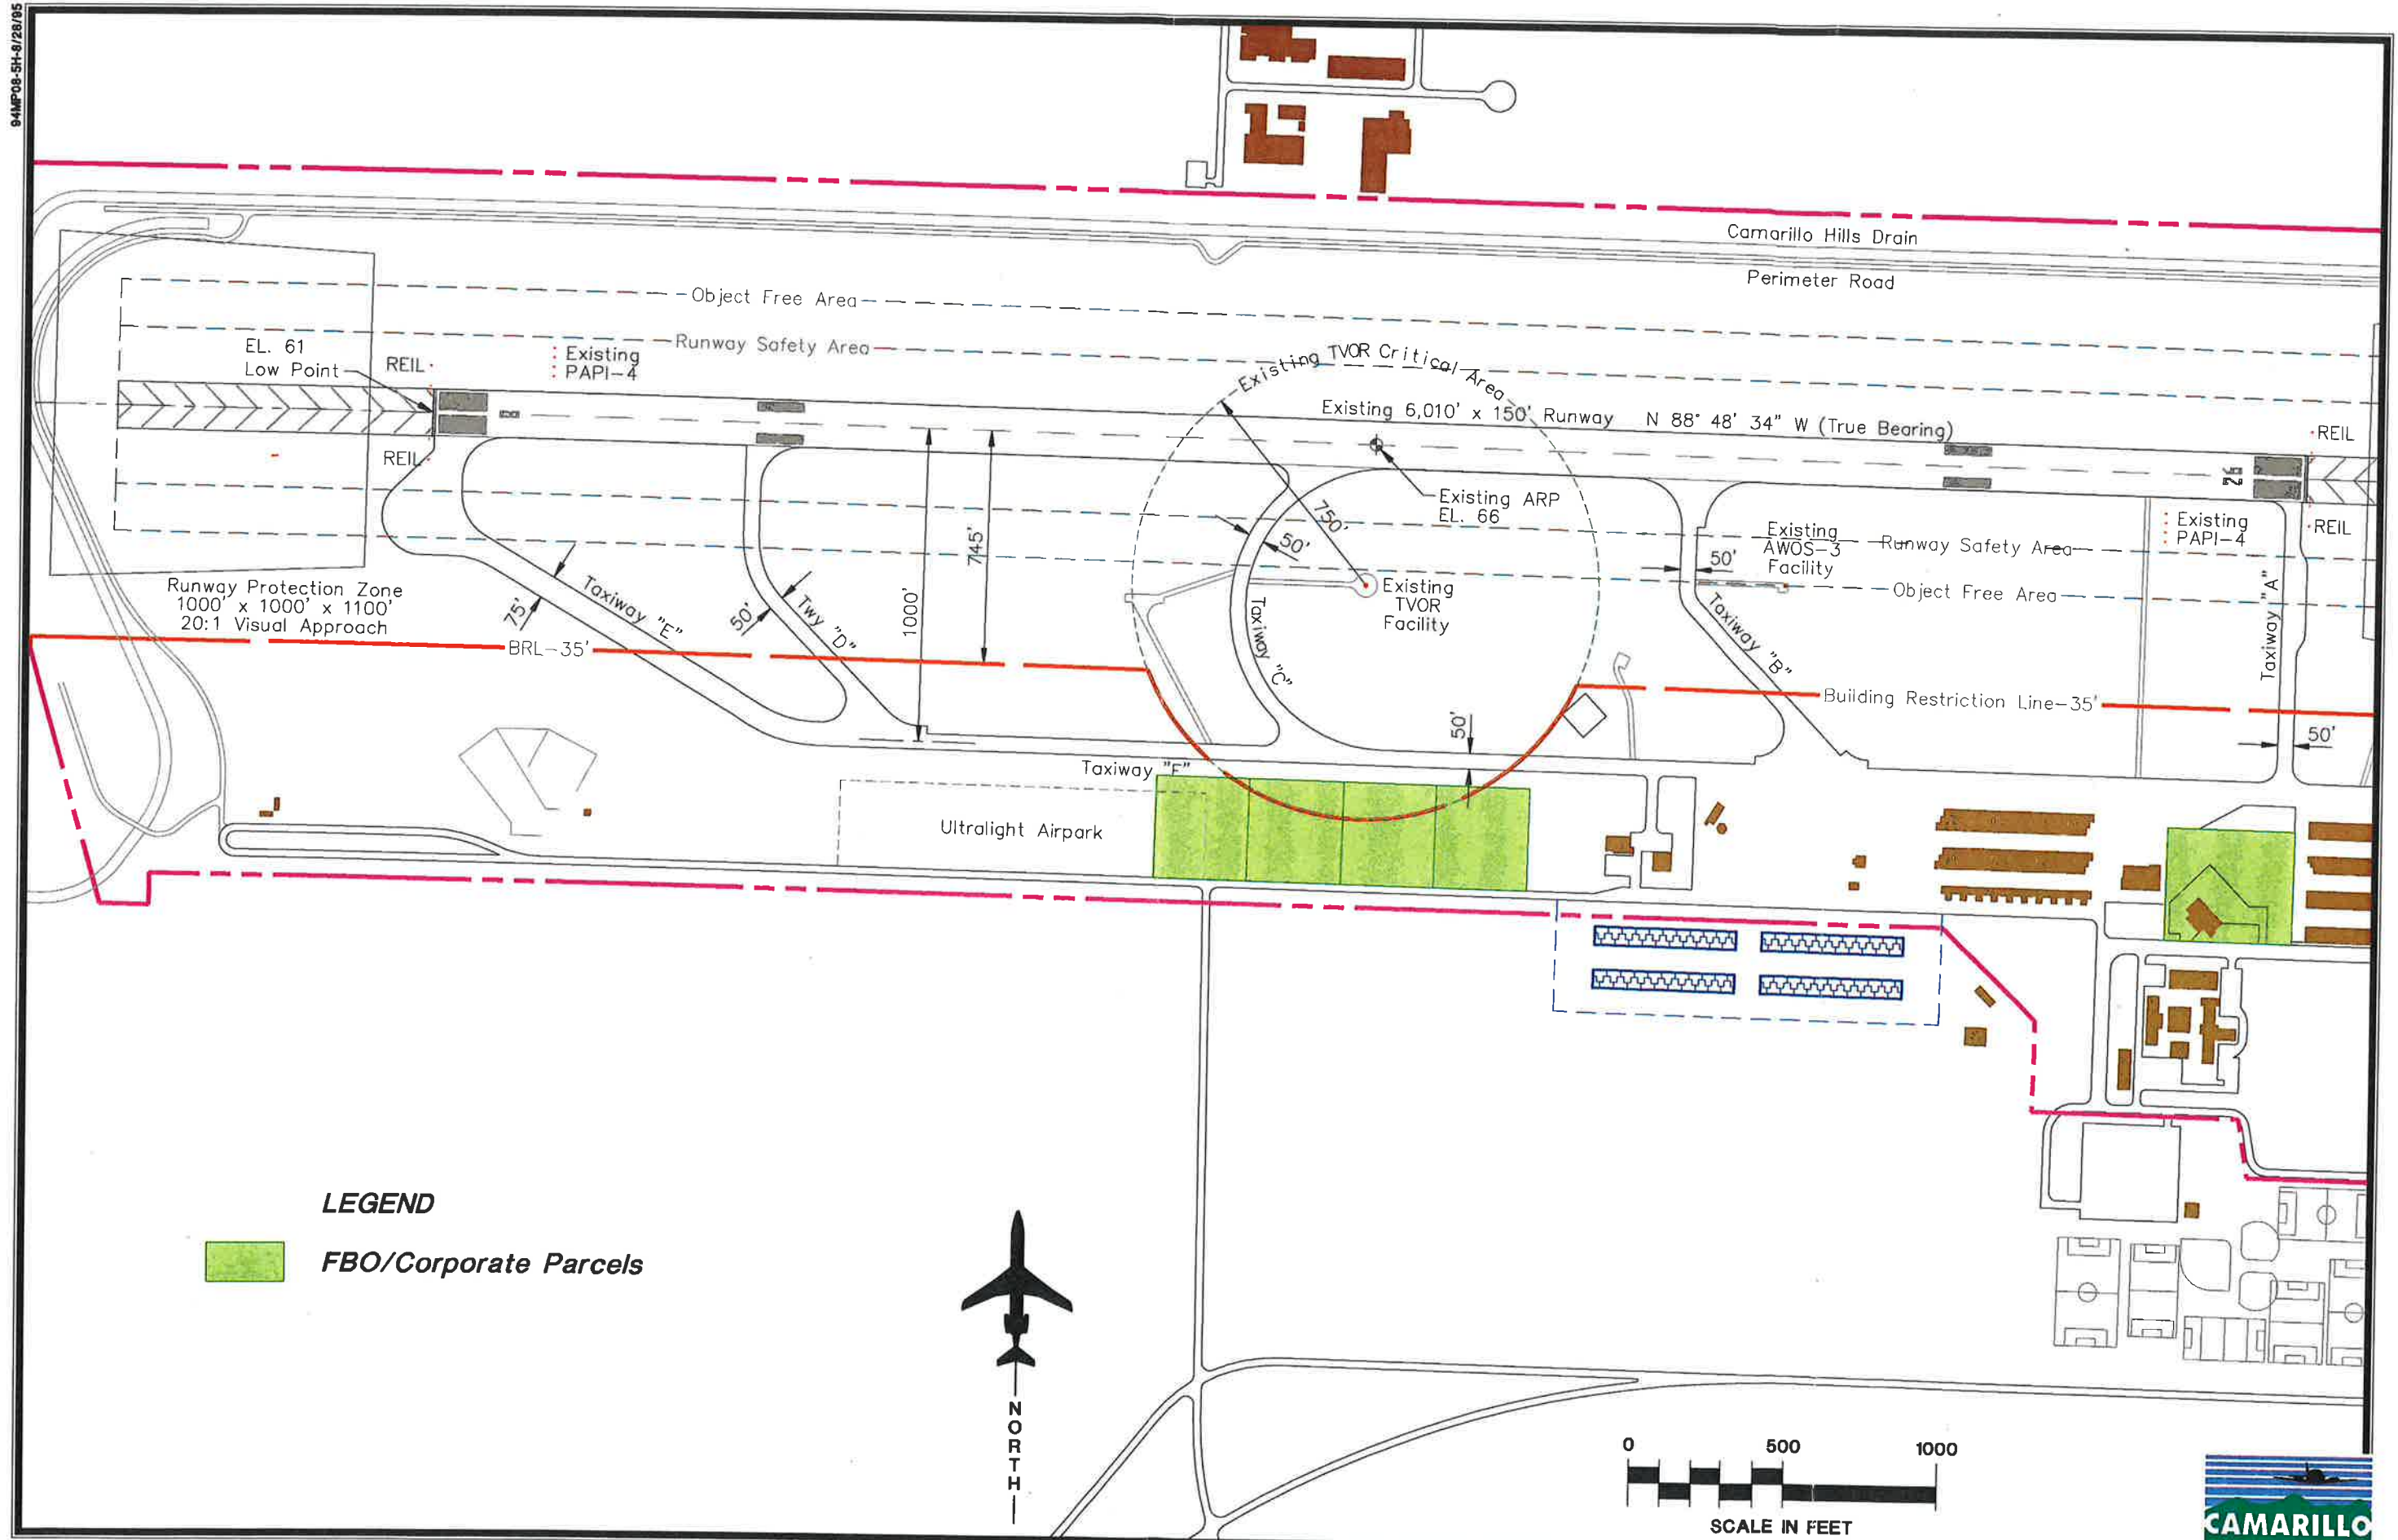 94MP08-5H-8/28/95
Camarillo Hills Drain
Perimeter Road
Object Free Area
Runway Safety Area
EL. 61
Low Point
REIL
Existing
PAPI-4
REIL
Existing TVOR Critical Area
Existing 6,010' x 150' Runway N 88° 48' 34" W (True Bearing)
REIL
26
Existing ARP
EL. 66
750'
50'
745'
1000'
Existing
AWOS-3
Facility
50'
Runway Safety Area
Existing
PAPI-4
REIL
Object Free Area
Runway Protection Zone
1000' x 1000' x 1100'
20:1 Visual Approach
75'
Taxiway "E"
50'
Twy "D"
Taxiway "C"
Existing
TVOR
Facility
Taxiway "B"
Taxiway "A"
BRL-35'
Building Restriction Line-35'
50'
50'
Taxiway "F"
Ultralight Airpark
LEGEND
FBO/Corporate Parcels
NORTH
0 500 1000
SCALE IN FEET
CAMARILLO